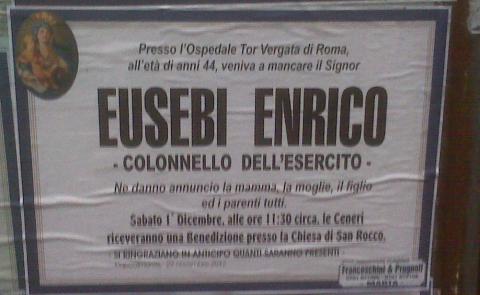 Presso l'Ospedale Tor Vergata di Roma,
all'età di anni 44, veniva a mancare il Signor
EUSEBI ENRICO
- COLONNELLO DELL'ESERCITO -
Ne danno annuncio la mamma, la moglie, il figlio
ed i parenti tutti.
Sabato 1° Dicembre, alle ore 11:30 circa, le Ceneri
riceveranno una Benedizione presso la Chiesa di San Rocco.
SI RINGRAZIANO IN ANTICIPO QUANTI SARANNO PRESENTI
Franceschini & Prugnoli
MARTA